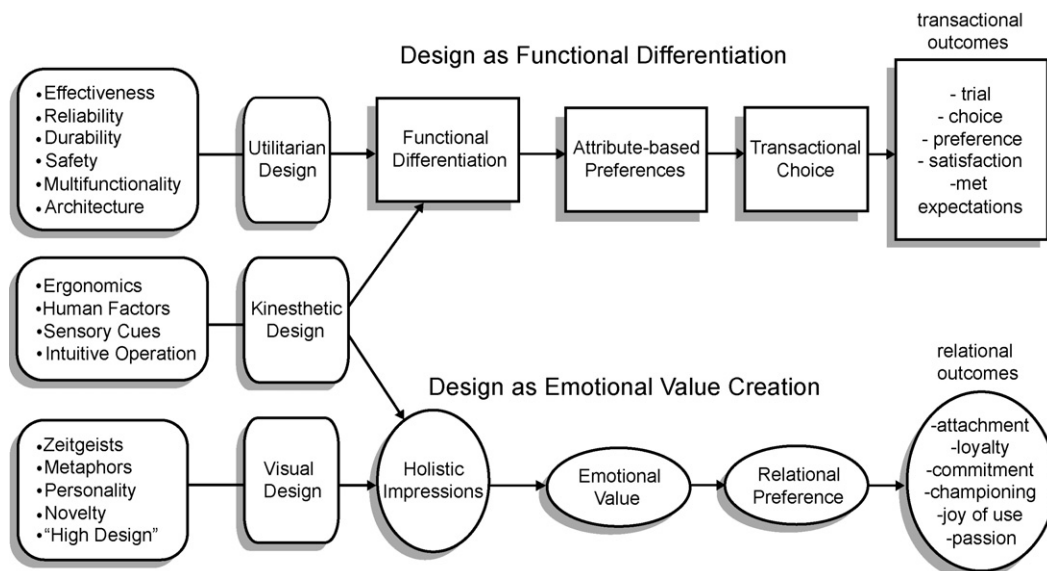 transactional
outcomes
Design as Functional Differentiation
•Effectiveness
•Reliability
•Durability
•Safety
•Multifunctionality
•Architecture
Utilitarian
Design
Functional
Differentiation
Attribute-based
Preferences
Transactional
Choice
- trial
- choice
- preference
- satisfaction
-met
expectations
•Ergonomics
•Human Factors
•Sensory Cues
•Intuitive Operation
Kinesthetic
Design
Design as Emotional Value Creation
relational
outcomes
•Zeitgeists
•Metaphors
•Personality
•Novelty
•“High Design”
Visual
Design
Holistic
Impressions
Emotional
Value
Relational
Preference
-attachment
-loyalty
-commitment
-championing
-joy of use
-passion